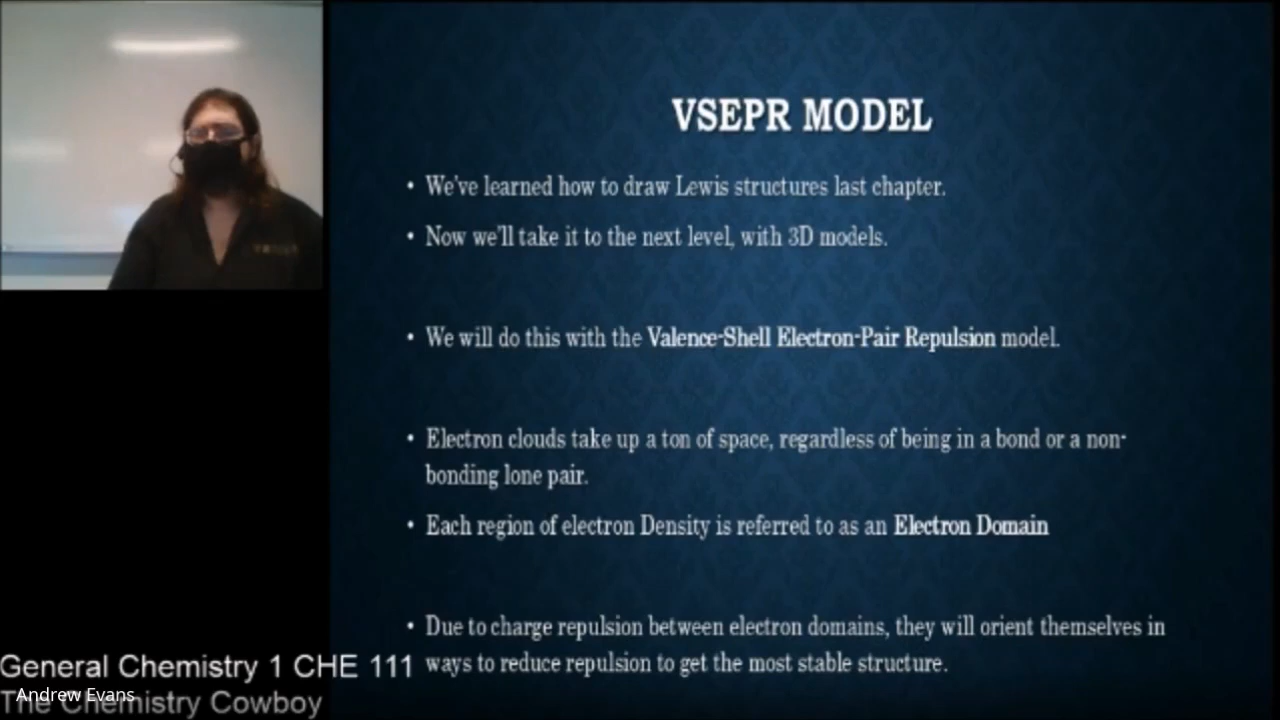 VSEPR MODEL
• We've learned how to draw Lewis structures last chapter.
• Now we'll take it to the next level, with 3D models.
• We will do this with the Valence-Shell Electron-Pair Repulsion model.
• Electron clouds take up a ton of space, regardless of being in a bond or a non-
bonding lone pair.
• Each region of electron Density is referred to as an Electron Domain
• Due to charge repulsion between electron domains, they will orient themselves in
ways to reduce repulsion to get the most stable structure.
General Chemistry 1 CHE 111
Andrew Evans
The Chemistry Cowboy